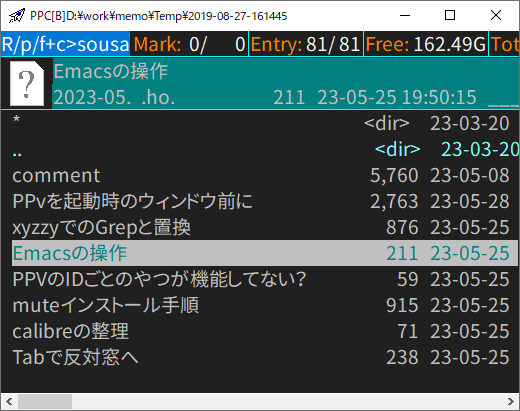 PPC[B]D:¥work¥memo¥Temp¥2019-08-27-161445
R/p/f+c>sousa Mark: 0/ 0 Entry: 81/ 81 Free: 162.49G Tot
? Emacsの操作
2023-05. .ho. 211 23-05-25 19:50:15 ___
* <dir> 23-03-20
.. <dir> 23-03-20
comment 5,760 23-05-08
PPvを起動時のウィンドウ前に 2,763 23-05-28
xyzzyでのGrepと置換 876 23-05-25
Emacsの操作 211 23-05-25
PPVのIDごとのやつが機能してない? 59 23-05-25
muteインストール手順 915 23-05-25
calibreの整理 71 23-05-25
Tabで反対窓へ 238 23-05-25